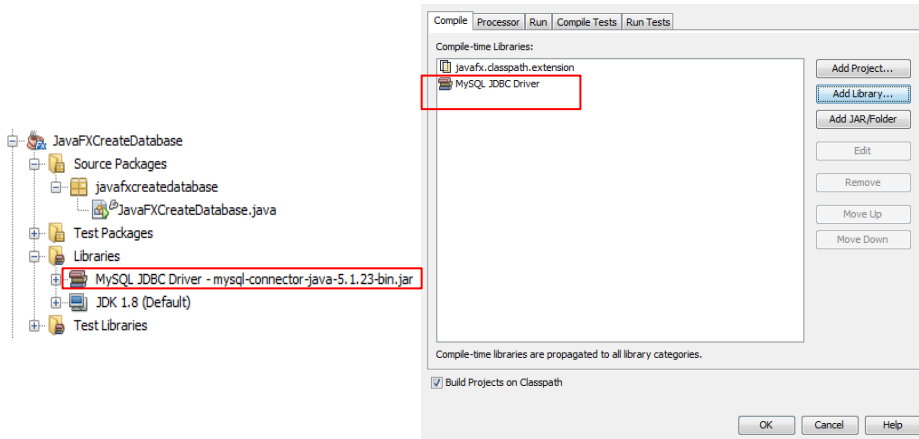 JavaFXCreateDatabase
Source Packages
javafxcreatedatabase
JavaFXCreateDatabase.java
Test Packages
Libraries
MySQL JDBC Driver - mysql-connector-java-5.1.23-bin.jar
JDK 1.8 (Default)
Test Libraries
Compile Processor Run Compile Tests Run Tests
Compile-time Libraries:
javafx.classpath.extension
MySQL JDBC Driver
Add Project...
Add Library...
Add JAR/Folder
Edit
Remove
Move Up
Move Down
Compile-time libraries are propagated to all library categories.
Build Projects on Classpath
OK Cancel Help